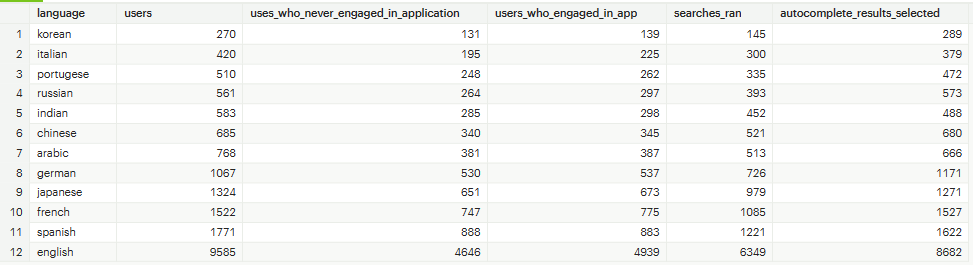 language users uses_who_never_engaged_in_application users_who_engaged_in_app searches_ran autocomplete_results_selected
1 korean 270 131 139 145 289
2 italian 420 195 225 300 379
3 portugese 510 248 262 335 472
4 russian 561 264 297 393 573
5 indian 583 285 298 452 488
6 chinese 685 340 345 521 680
7 arabic 768 381 387 513 666
8 german 1067 530 537 726 1171
9 japanese 1324 651 673 979 1271
10 french 1522 747 775 1085 1527
11 spanish 1771 888 883 1221 1622
12 english 9585 4646 4939 6349 8682